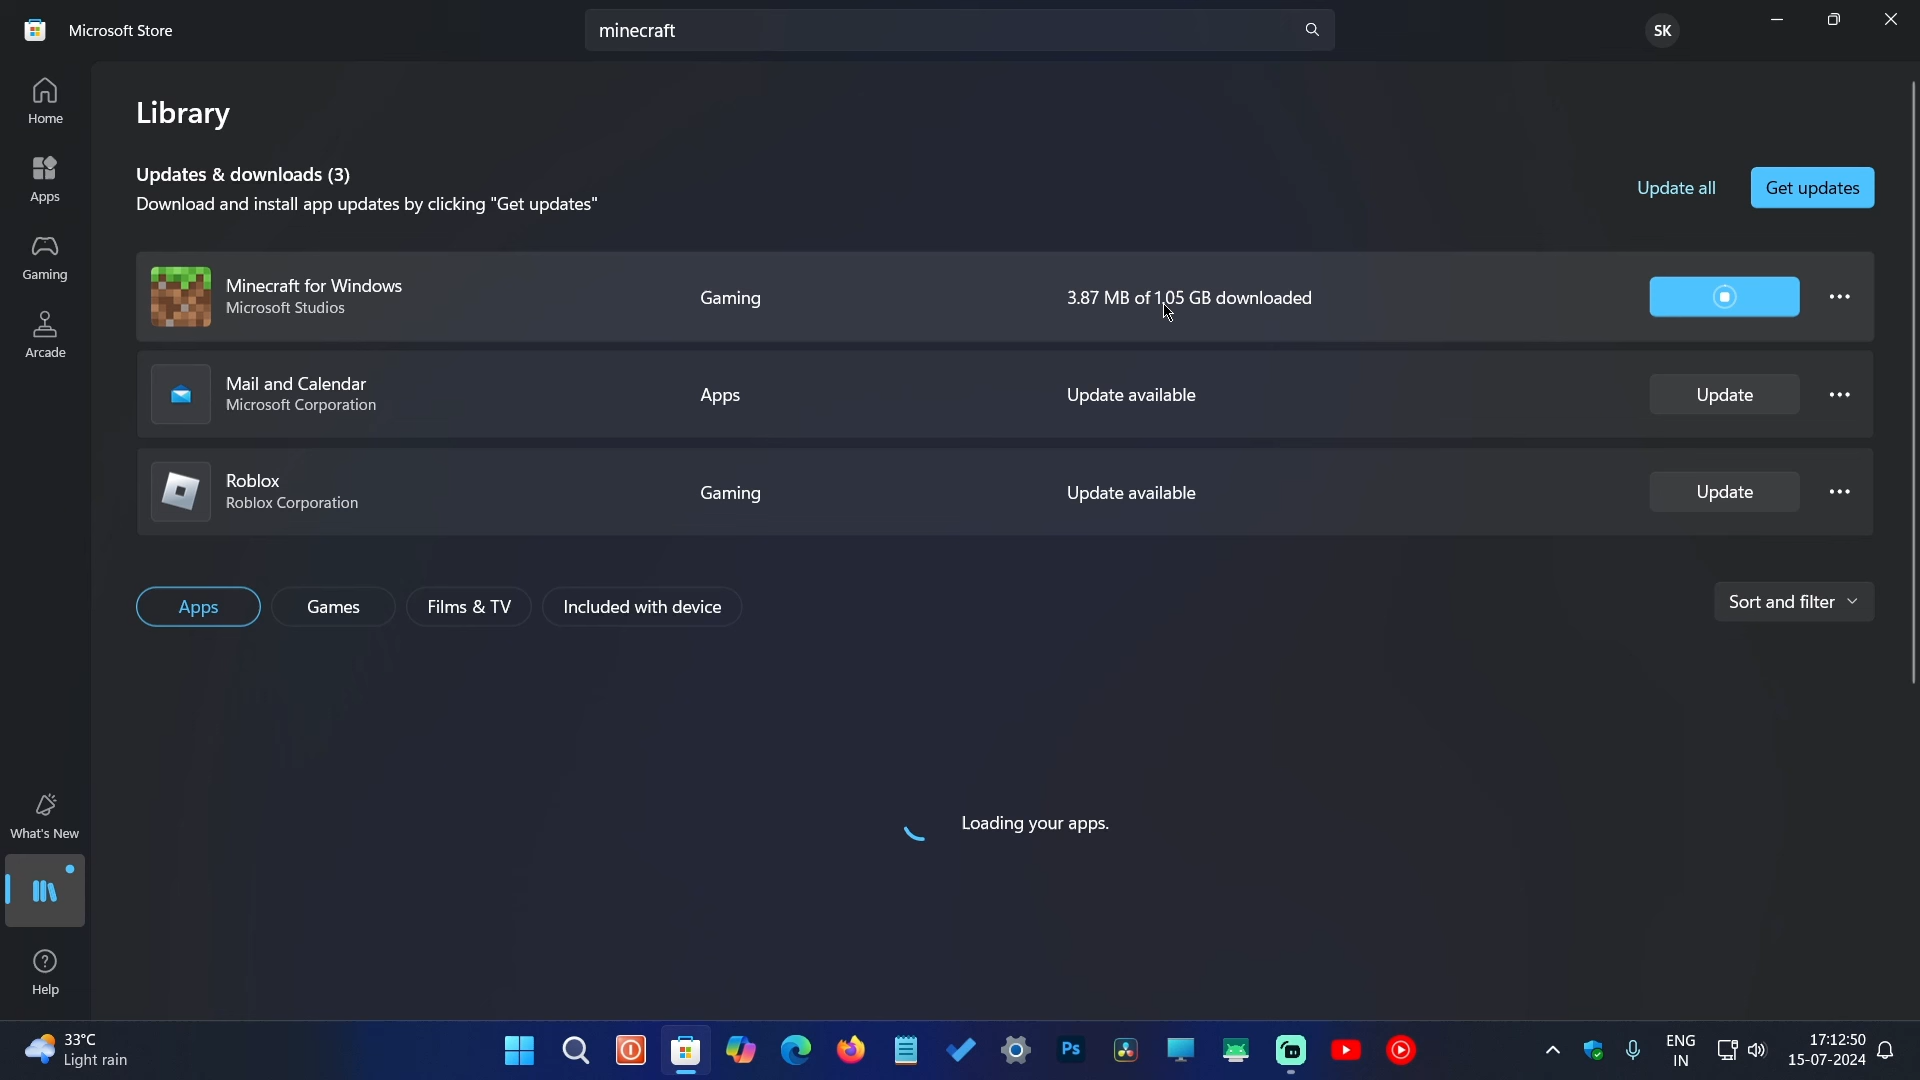 Microsoft Store
minecraft
SK
Home
Apps
Gaming
Arcade
What's New
Help
Library
Updates & downloads (3)
Download and install app updates by clicking "Get updates"
Update all
Get updates
Minecraft for Windows
Microsoft Studios
Gaming
3.87 MB of 1.05 GB downloaded
Mail and Calendar
Microsoft Corporation
Apps
Update available
Update
Roblox
Roblox Corporation
Gaming
Update available
Update
Apps
Games
Films & TV
Included with device
Sort and filter
Loading your apps.
33°C
Light rain
Ps
ENG
IN
17:12:50
15-07-2024